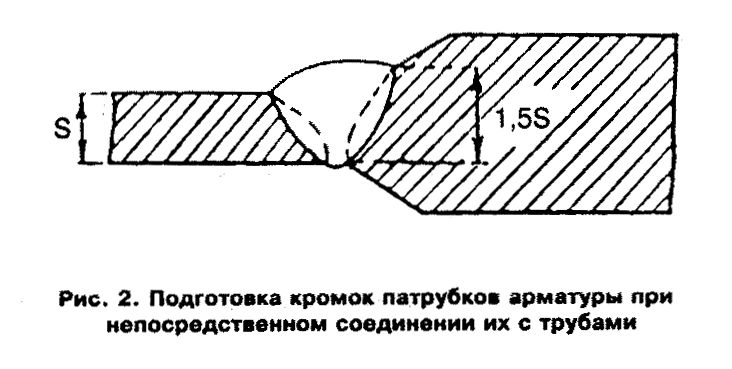 S
1,5S
Рис. 2. Подготовка кромок патрубков арматуры при
непосредственном соединении их с трубами